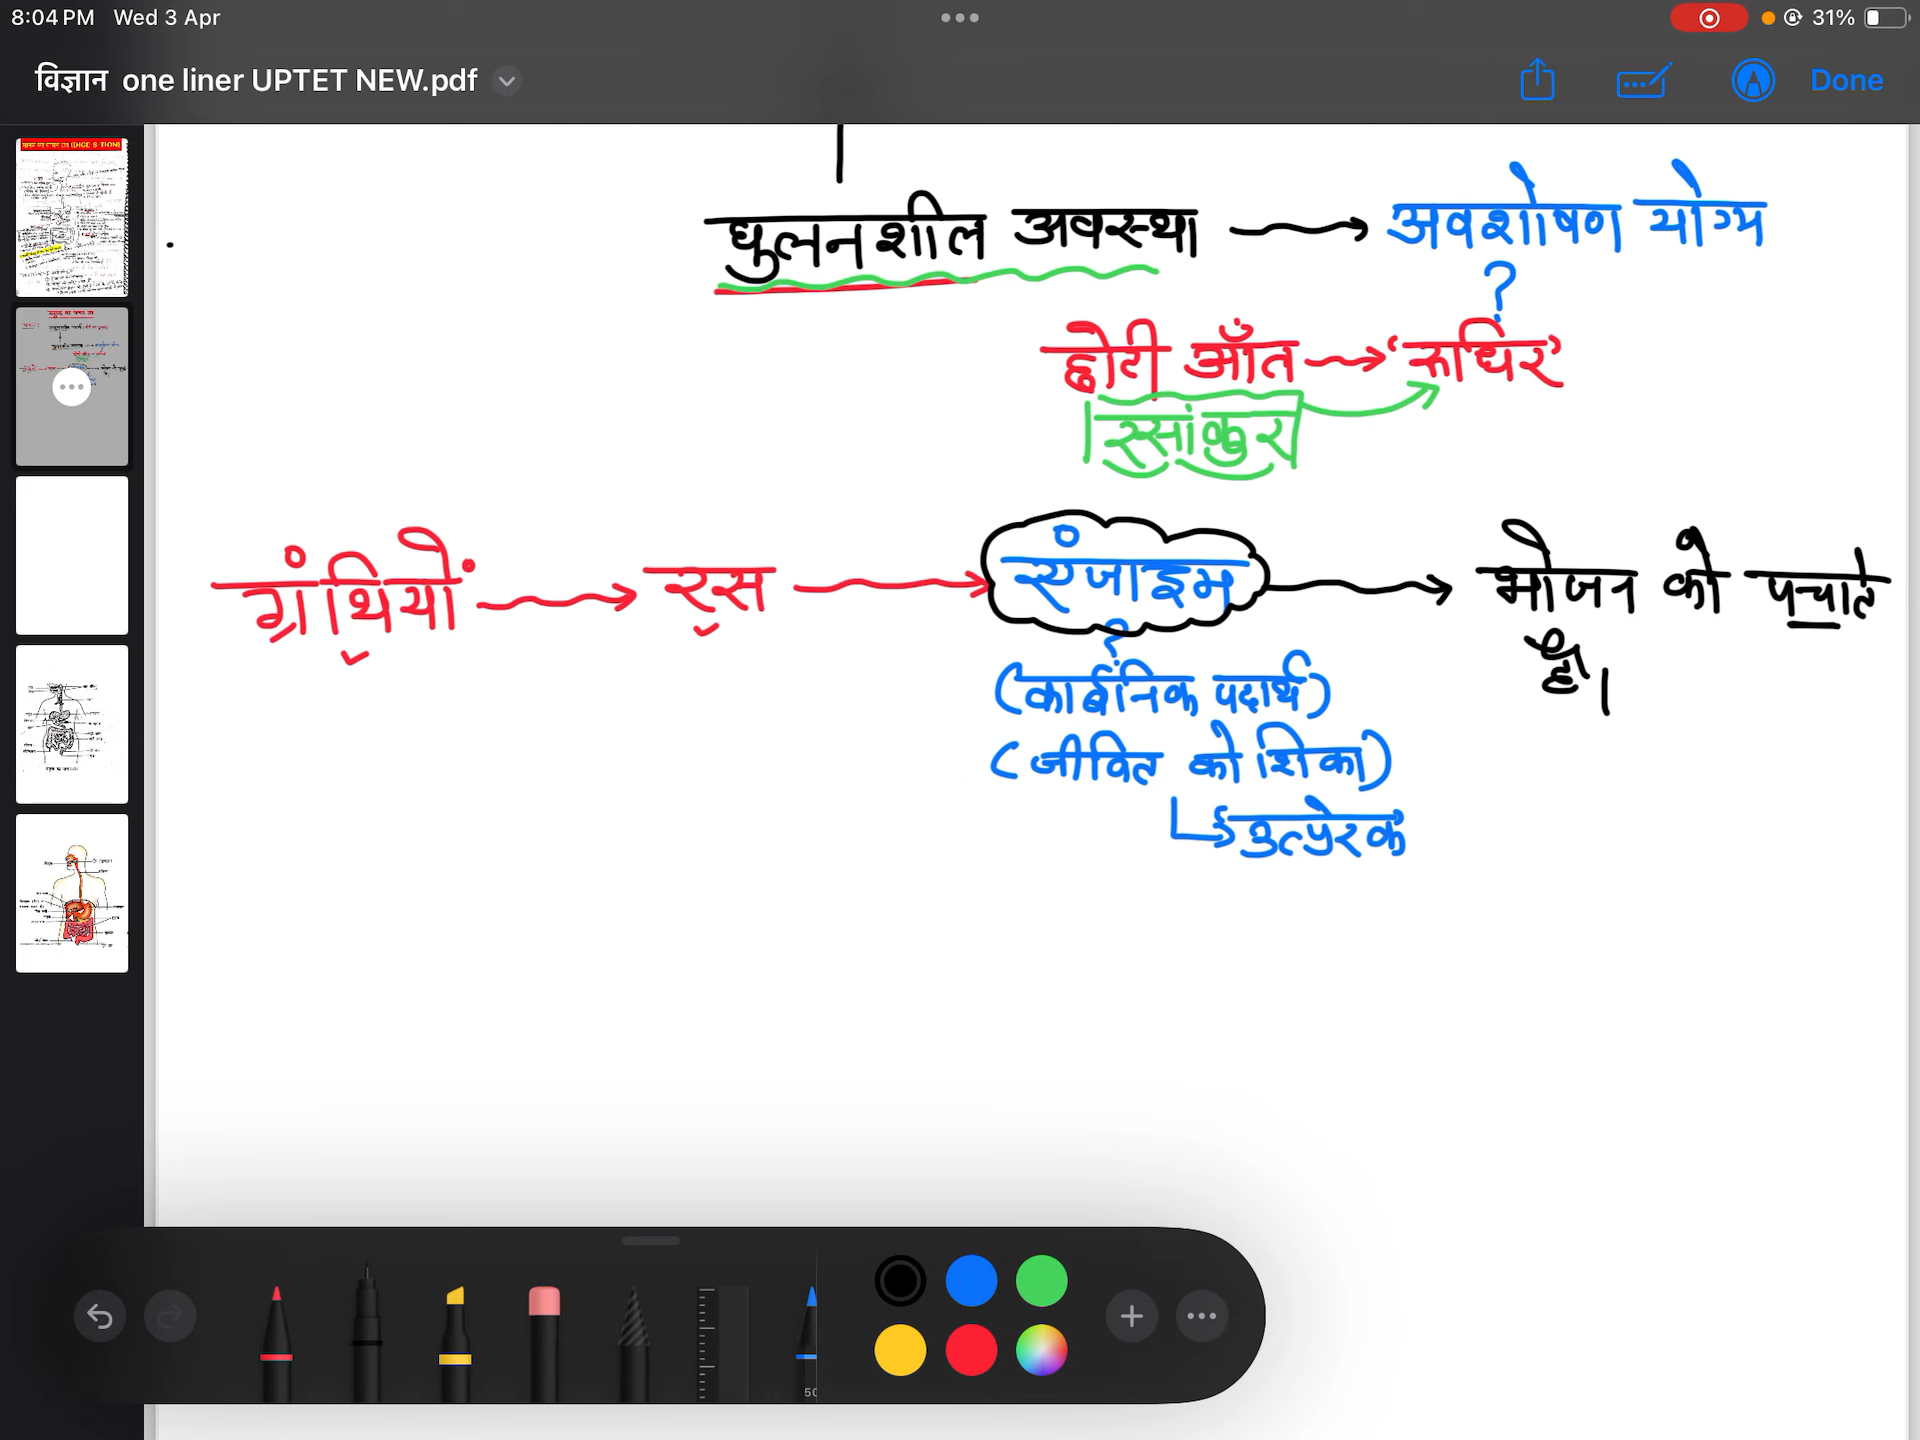 8:04 PM Wed 3 Apr
31%
विज्ञान one liner UPTET NEW.pdf
Done
घुलनशील अवस्था → अवशोषण योग्य
?
छोटी आँत → 'रूधिर'
रसांकुर
ग्रंथियों → रस → एंजाइम → भोजन को पचाते
है।
?
(कार्बनिक पदार्थ)
(जीवित कोशिका)
उत्प्रेरक
50